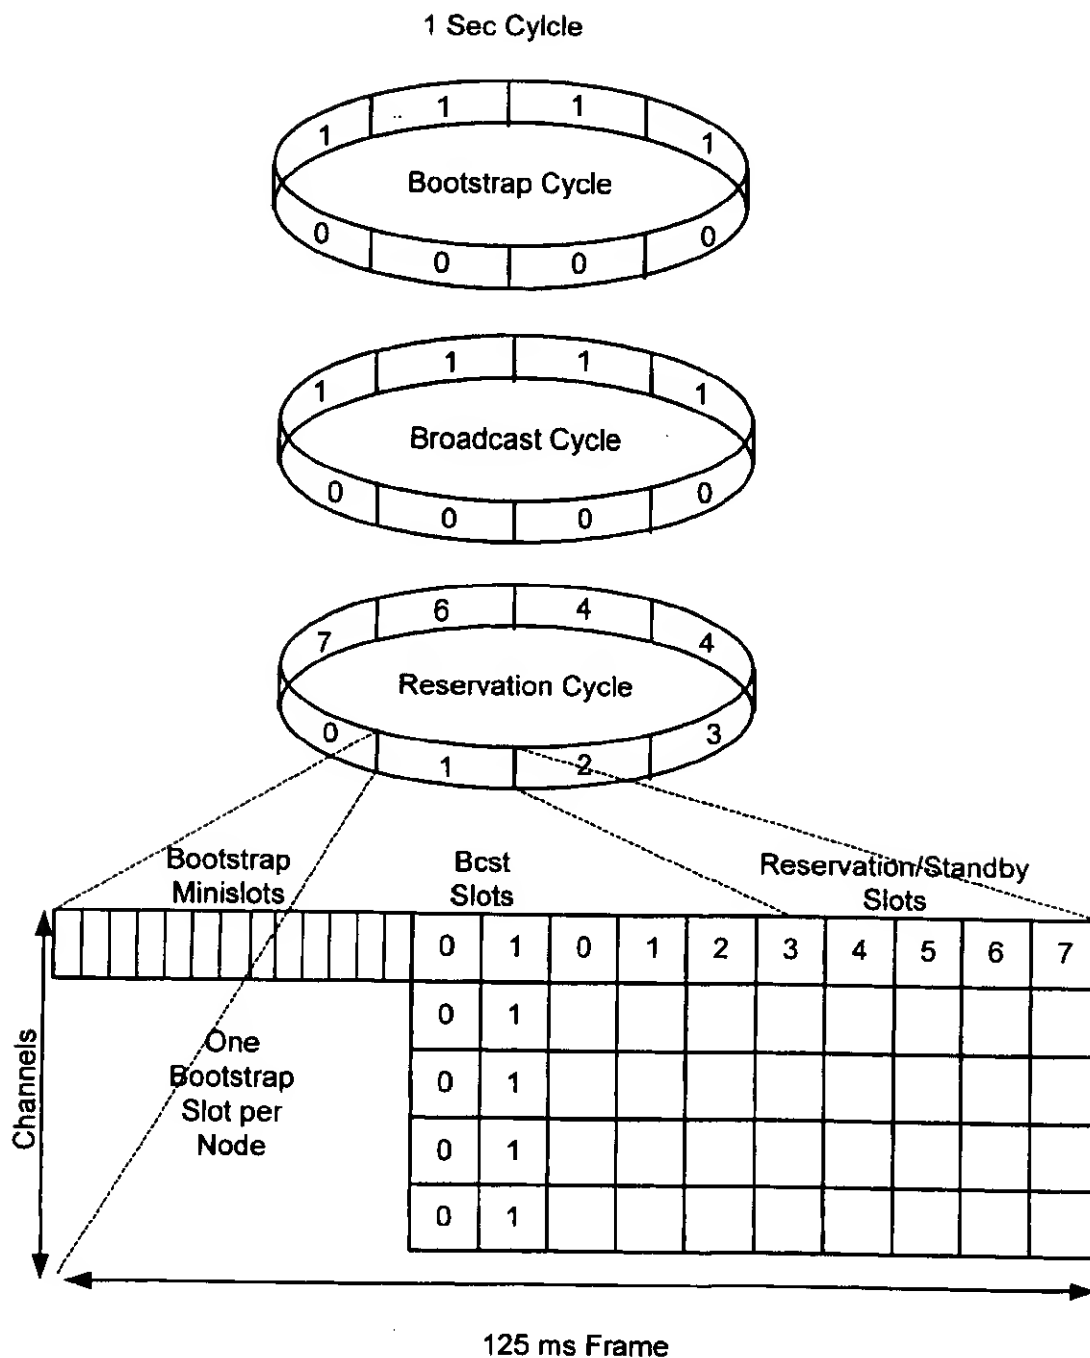 1 Sec Cylcle
1 1 1 1
Bootstrap Cycle
0 0 0 0
1 1 1 1
Broadcast Cycle
0 0 0 0
7 6 4 4
Reservation Cycle
0 1 2 3
Bootstrap
Minislots
Bcst
Slots
Reservation/Standby
Slots
0 1 0 1 2 3 4 5 6 7
0 1
0 1
0 1
0 1
Channels
One
Bootstrap
Slot per
Node
125 ms Frame